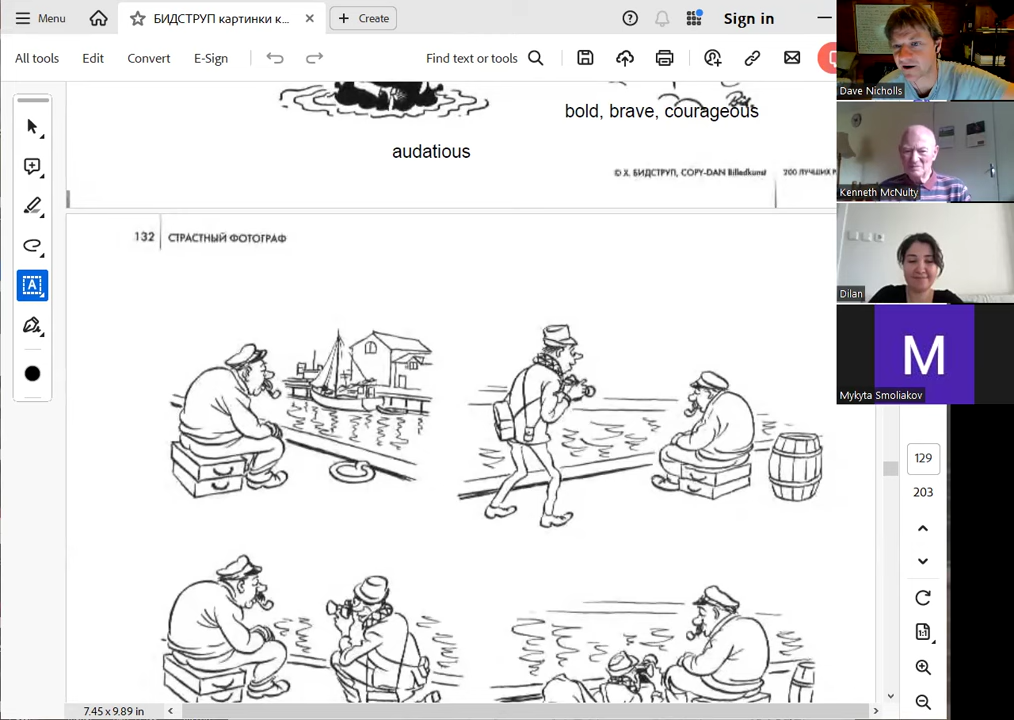 Menu
БИДСТРУП картинки к...
Create
Sign in
All tools
Edit
Convert
E-Sign
Find text or tools
Dave Nicholls
Kenneth McNulty
Dilan
M
Mykyta Smoliakov
bold, brave, courageous
audatious
© Х. БИДСТРУП, COPY-DAN Billedkunst
200 ЛУЧШИХ Р
132
СТРАСТНЫЙ ФОТОГРАФ
A
129
203
1:1
7.45 x 9.89 in